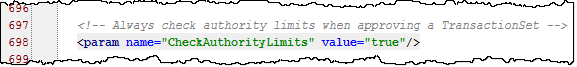 696
697 <!-- Always check authority limits when approving a TransactionSet -->
698 <param name="CheckAuthorityLimits" value="true"/>
699